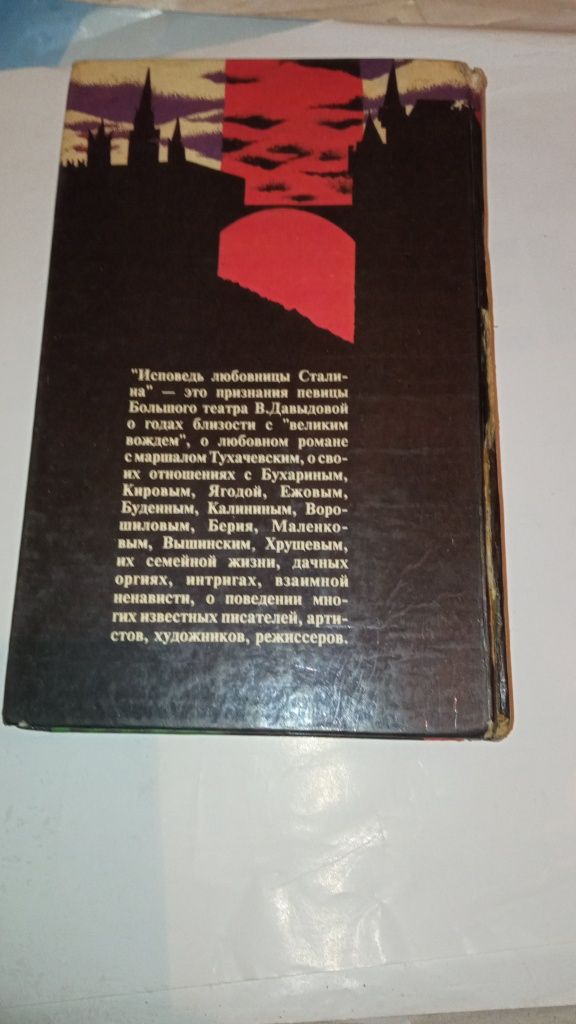 "Исповедь любовницы Стали-
на" — это признания певицы
Большого театра В.Давыдовой
о годах близости с "великим
вождем", о любовном романе
с маршалом Тухачевским, о сво-
их отношениях с Бухариным,
Кировым, Ягодой, Ежовым,
Буденным, Калининым, Воро-
шиловым, Берия, Маленко-
вым, Вышинским, Хрущевым,
их семейной жизни, дачных
оргиях, интригах, взаимной
ненависти, о поведении мно-
гих известных писателей, арти-
стов, художников, режиссеров.